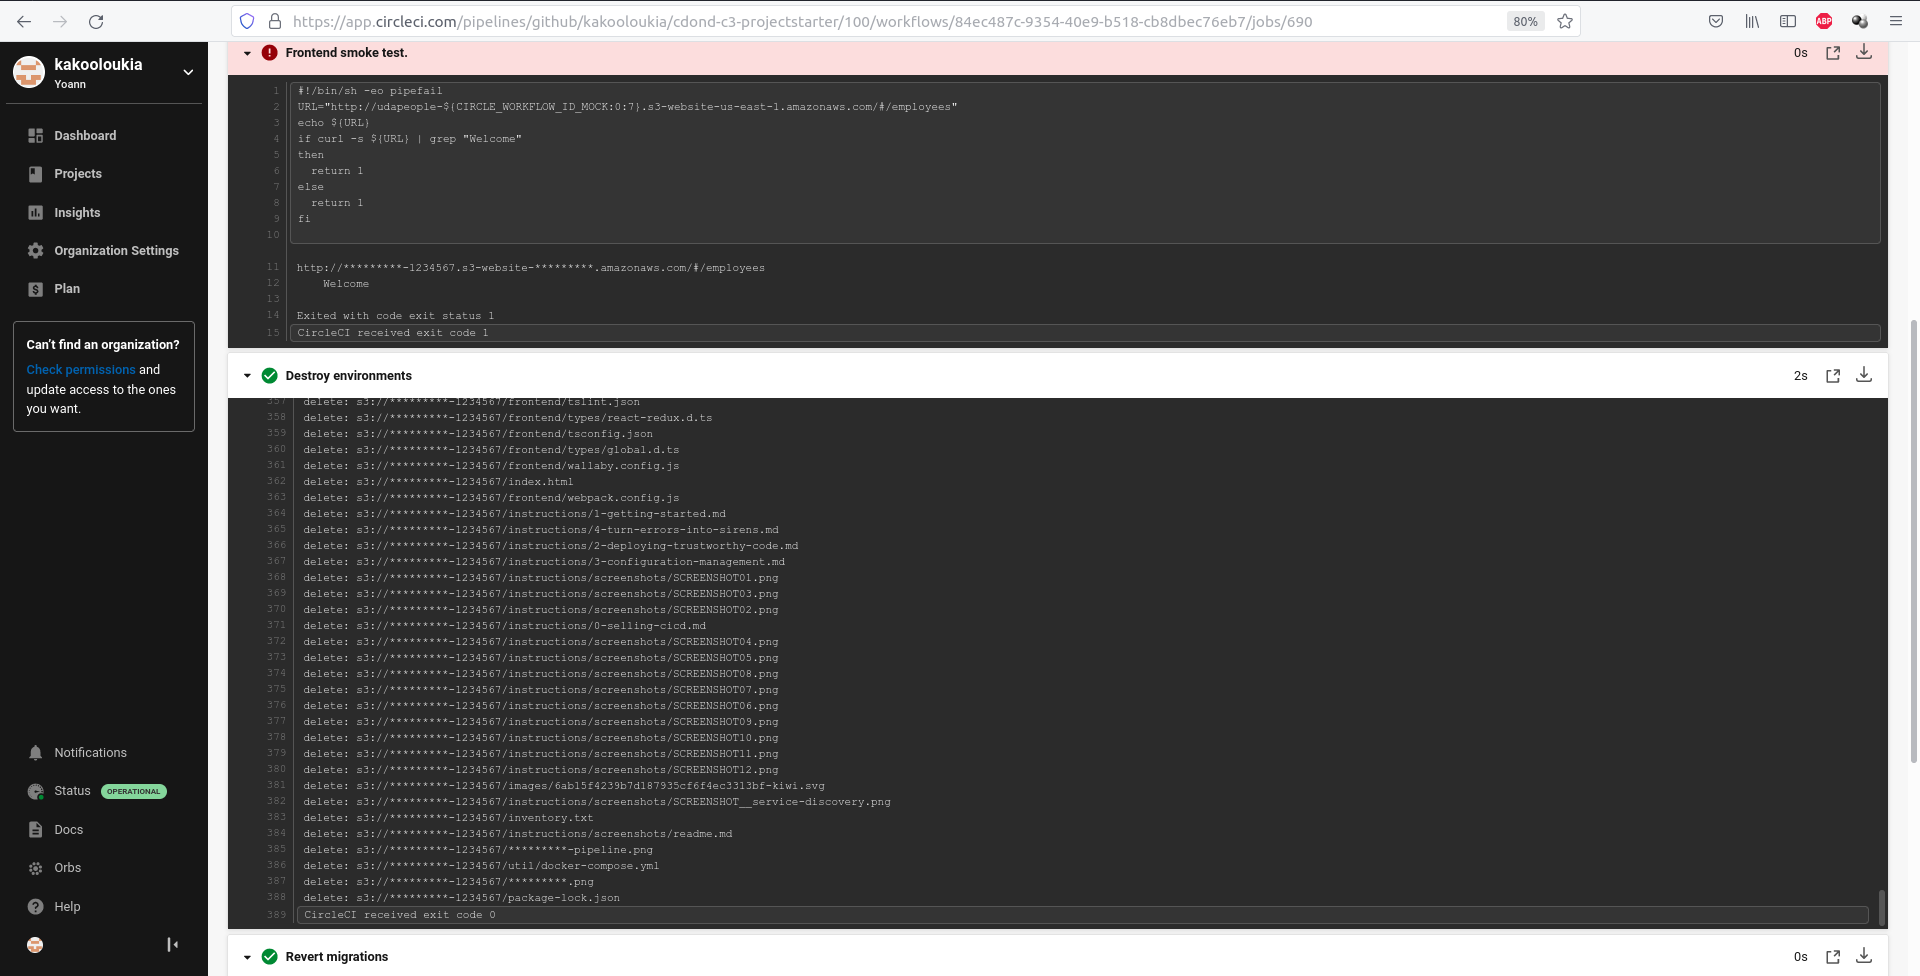 https://app.circleci.com/pipelines/github/kakooloukia/cdond-c3-projectstarter/100/workflows/84ec487c-9354-40e9-b518-cb8dbec76eb7/jobs/690
80%
ABP
kakooloukia
Yoann
Dashboard
Projects
Insights
Organization Settings
Plan
Can't find an organization?
Check permissions and
update access to the ones
you want.
Notifications
Status OPERATIONAL
Docs
Orbs
Help
Frontend smoke test. 0s
1 #!/bin/sh -eo pipefail
2 URL="http://udapeople-${CIRCLE_WORKFLOW_ID_MOCK:0:7}.s3-website-us-east-1.amazonaws.com/#/employees"
3 echo ${URL}
4 if curl -s ${URL} | grep "Welcome"
5 then
6 return 1
7 else
8 return 1
9 fi
10
11 http://*********-1234567.s3-website-*********.amazonaws.com/#/employees
12 Welcome
13
14 Exited with code exit status 1
15 CircleCI received exit code 1
Destroy environments 2s
357 delete: s3://*********-1234567/frontend/tslint.json
358 delete: s3://*********-1234567/frontend/types/react-redux.d.ts
359 delete: s3://*********-1234567/frontend/tsconfig.json
360 delete: s3://*********-1234567/frontend/types/global.d.ts
361 delete: s3://*********-1234567/frontend/wallaby.config.js
362 delete: s3://*********-1234567/index.html
363 delete: s3://*********-1234567/frontend/webpack.config.js
364 delete: s3://*********-1234567/instructions/1-getting-started.md
365 delete: s3://*********-1234567/instructions/4-turn-errors-into-sirens.md
366 delete: s3://*********-1234567/instructions/2-deploying-trustworthy-code.md
367 delete: s3://*********-1234567/instructions/3-configuration-management.md
368 delete: s3://*********-1234567/instructions/screenshots/SCREENSHOT01.png
369 delete: s3://*********-1234567/instructions/screenshots/SCREENSHOT03.png
370 delete: s3://*********-1234567/instructions/screenshots/SCREENSHOT02.png
371 delete: s3://*********-1234567/instructions/0-selling-cicd.md
372 delete: s3://*********-1234567/instructions/screenshots/SCREENSHOT04.png
373 delete: s3://*********-1234567/instructions/screenshots/SCREENSHOT05.png
374 delete: s3://*********-1234567/instructions/screenshots/SCREENSHOT08.png
375 delete: s3://*********-1234567/instructions/screenshots/SCREENSHOT07.png
376 delete: s3://*********-1234567/instructions/screenshots/SCREENSHOT06.png
377 delete: s3://*********-1234567/instructions/screenshots/SCREENSHOT09.png
378 delete: s3://*********-1234567/instructions/screenshots/SCREENSHOT10.png
379 delete: s3://*********-1234567/instructions/screenshots/SCREENSHOT11.png
380 delete: s3://*********-1234567/instructions/screenshots/SCREENSHOT12.png
381 delete: s3://*********-1234567/images/6ab15f4239b7d187935cf6f4ec3313bf-kiwi.svg
382 delete: s3://*********-1234567/instructions/screenshots/SCREENSHOT__service-discovery.png
383 delete: s3://*********-1234567/inventory.txt
384 delete: s3://*********-1234567/instructions/screenshots/readme.md
385 delete: s3://*********-1234567/*********-pipeline.png
386 delete: s3://*********-1234567/util/docker-compose.yml
387 delete: s3://*********-1234567/*********.png
388 delete: s3://*********-1234567/package-lock.json
389 CircleCI received exit code 0
Revert migrations 0s